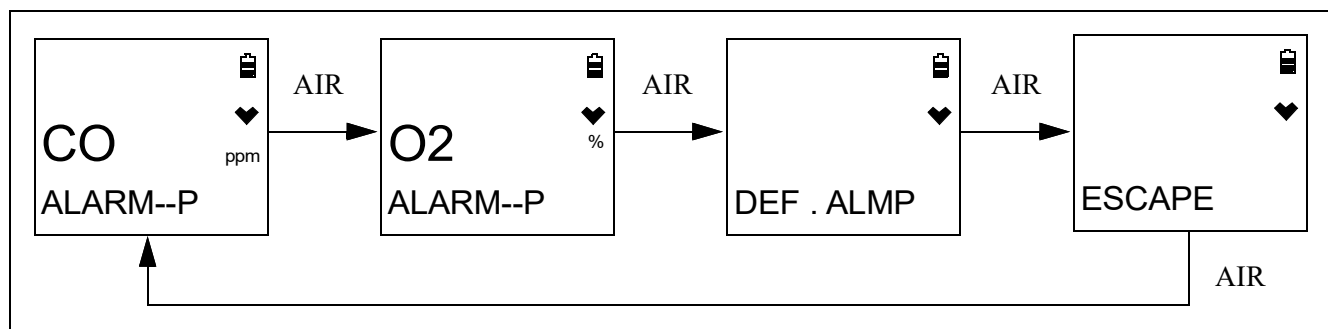 CO
ppm
ALARM--P
AIR
O2
%
ALARM--P
AIR
DEF . ALMP
AIR
ESCAPE
AIR